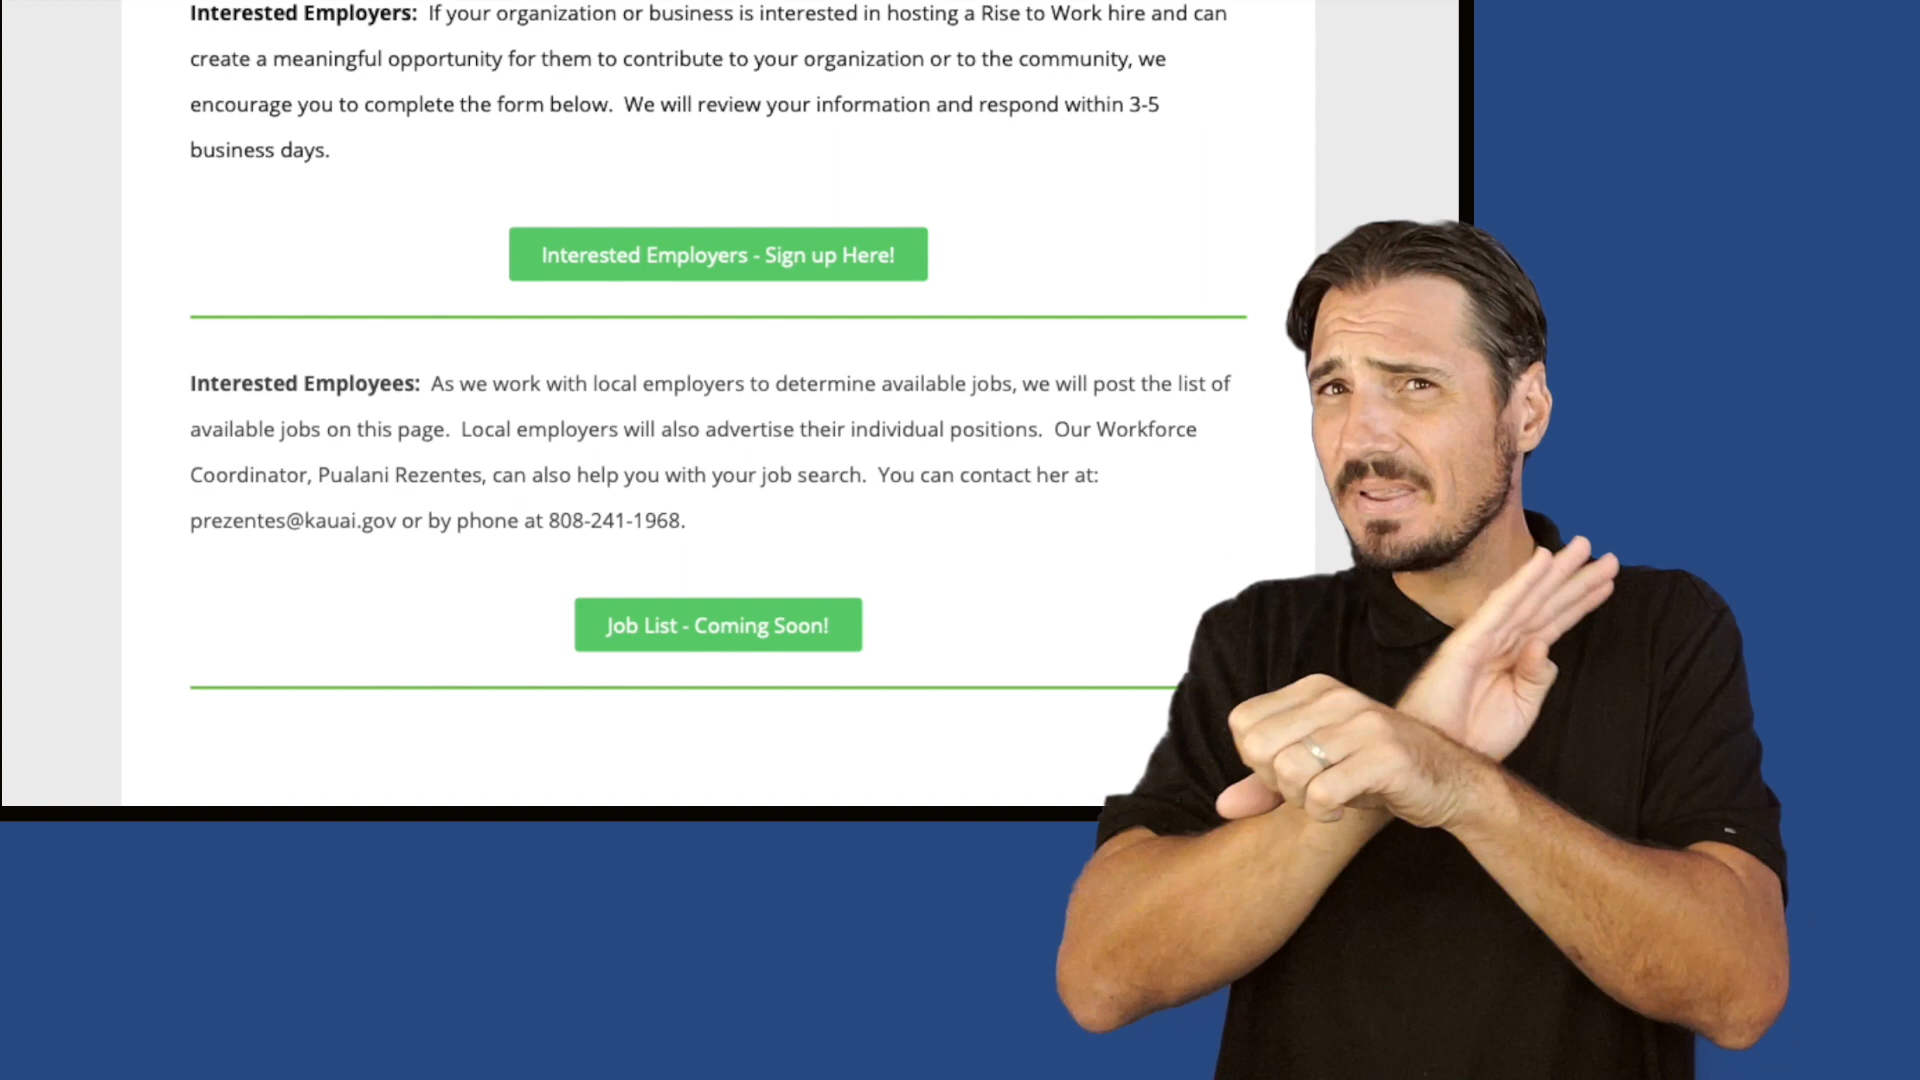 Interested Employers: If your organization or business is interested in hosting a Rise to Work hire and can
create a meaningful opportunity for them to contribute to your organization or to the community, we
encourage you to complete the form below. We will review your information and respond within 3-5
business days.
Interested Employers - Sign up Here!
Interested Employees: As we work with local employers to determine available jobs, we will post the list of
available jobs on this page. Local employers will also advertise their individual positions. Our Workforce
Coordinator, Pualani Rezentes, can also help you with your job search. You can contact her at:
prezentes@kauai.gov or by phone at 808-241-1968.
Job List - Coming Soon!